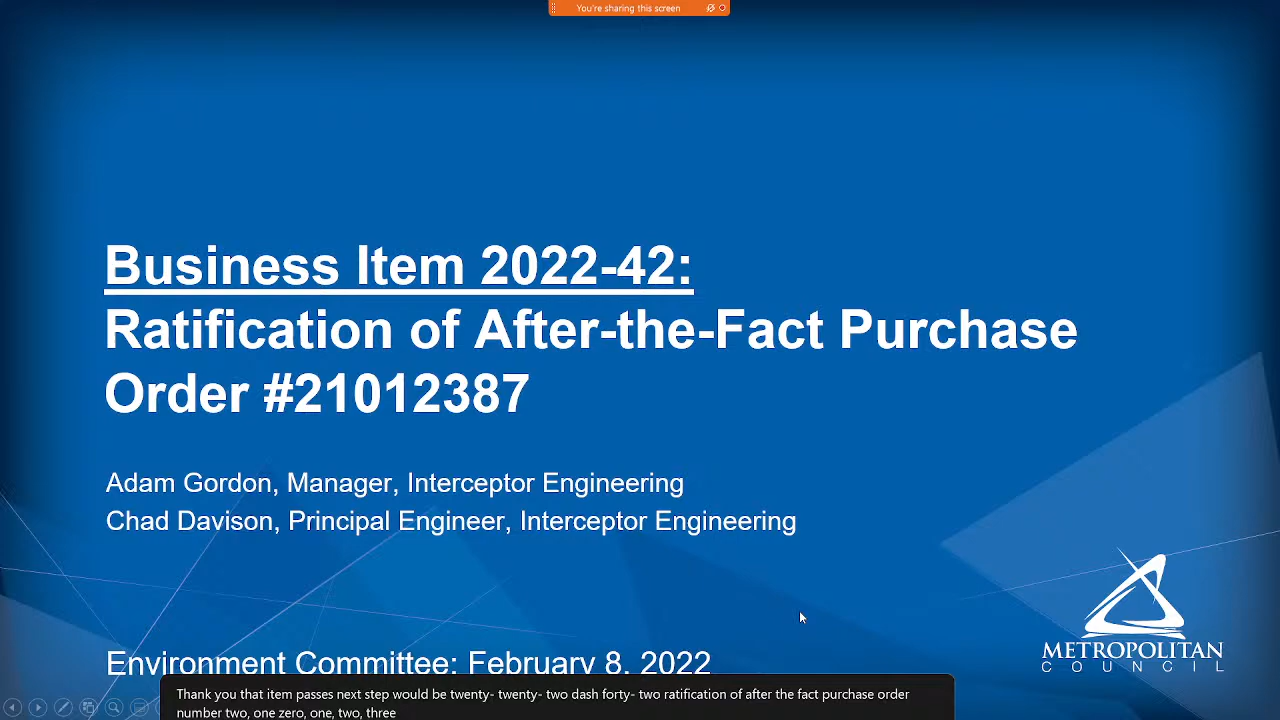 You're sharing this screen
Business Item 2022-42:
Ratification of After-the-Fact Purchase
Order #21012387
Adam Gordon, Manager, Interceptor Engineering
Chad Davison, Principal Engineer, Interceptor Engineering
METROPOLITAN
COUNCIL
Environment Committee: February 8, 2022
Thank you that item passes next step would be twenty- twenty- two dash forty- two ratification of after the fact purchase order
number two, one zero, one, two, three